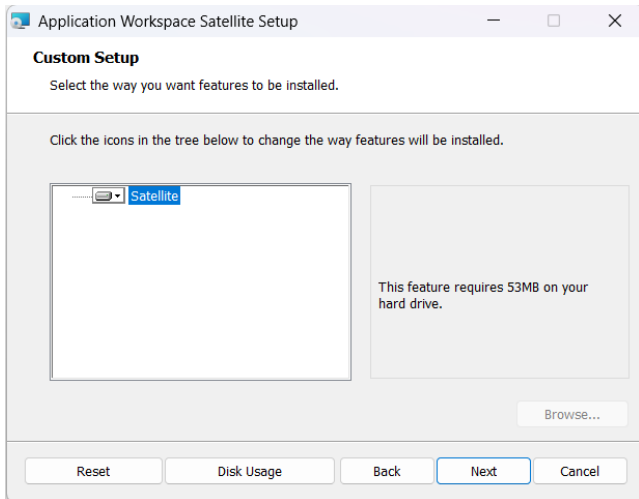 Application Workspace Satellite Setup
Custom Setup
Select the way you want features to be installed.
Click the icons in the tree below to change the way features will be installed.
Satellite
This feature requires 53MB on your
hard drive.
Browse...
Reset Disk Usage Back Next Cancel